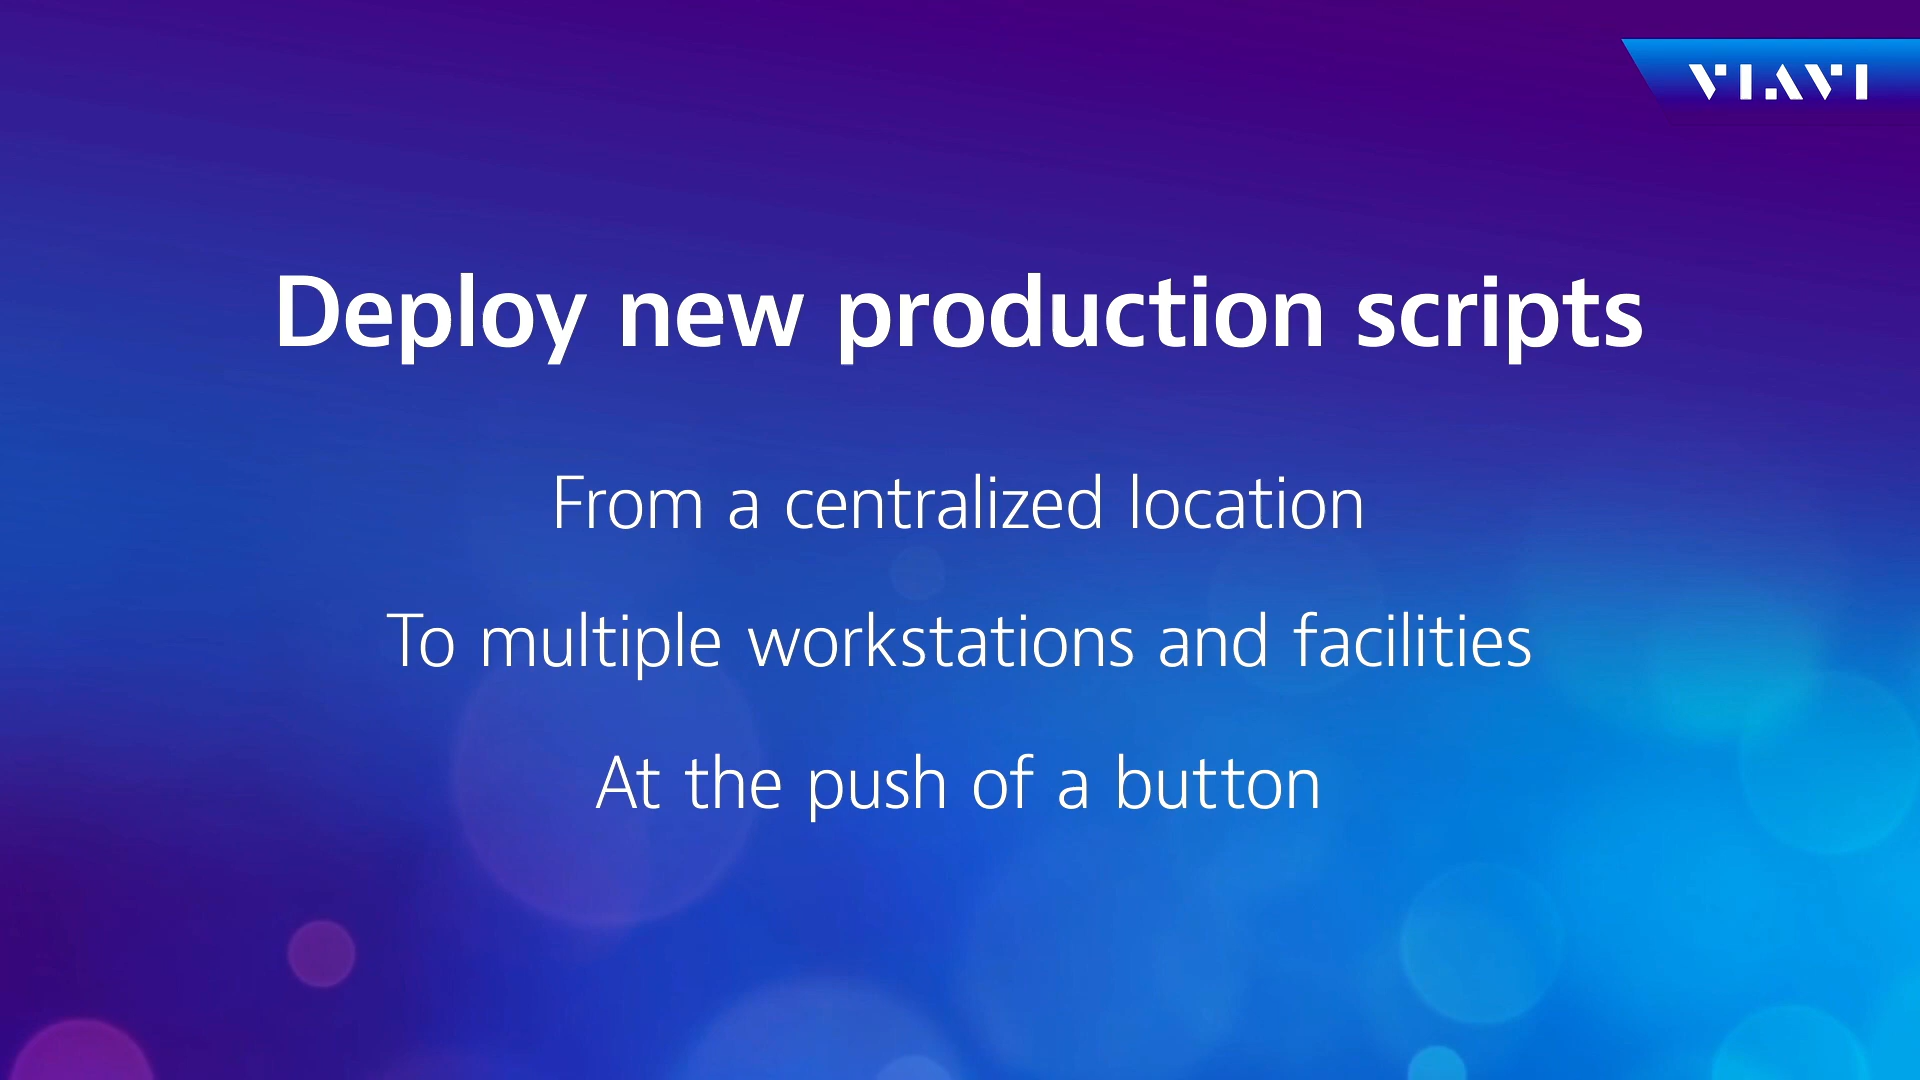 VIAVI
Deploy new production scripts
From a centralized location
To multiple workstations and facilities
At the push of a button